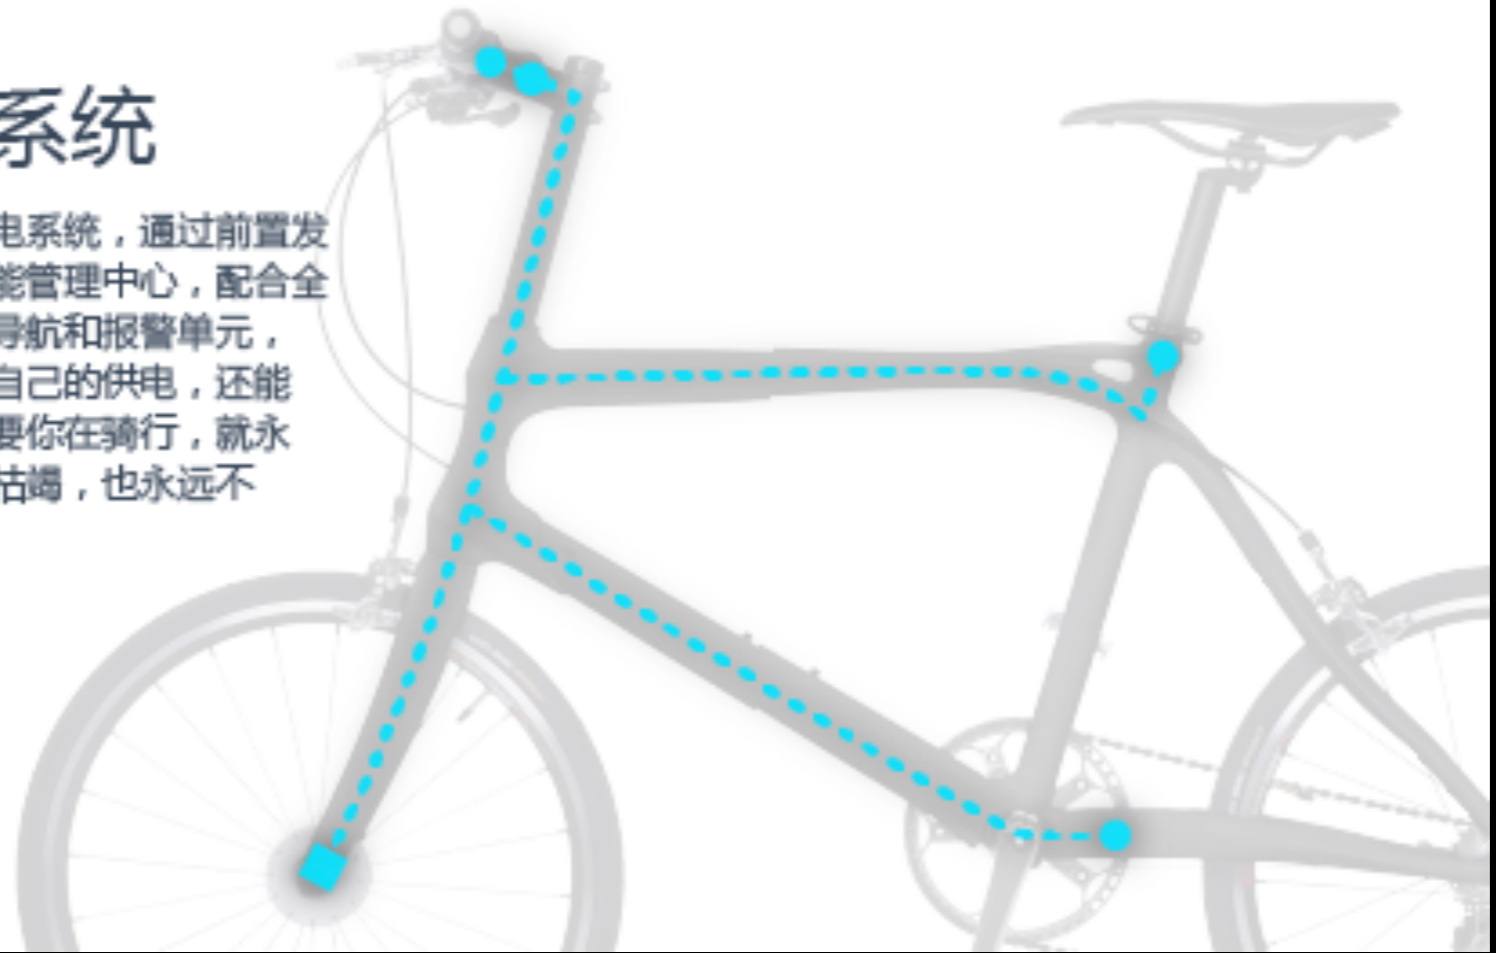 系统
电系统，通过前置发
能管理中心，配合全
导航和报警单元，
自己的供电，还能
要你在骑行，就永
枯竭，也永远不